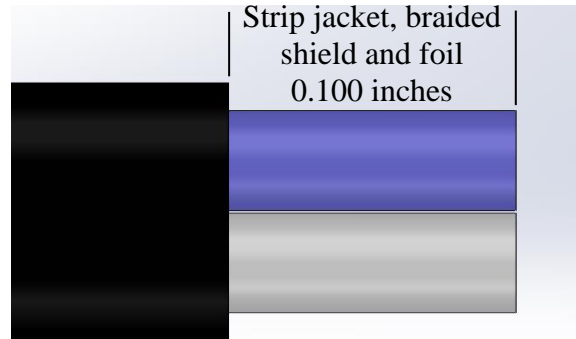 Strip jacket, braided
shield and foil
0.100 inches